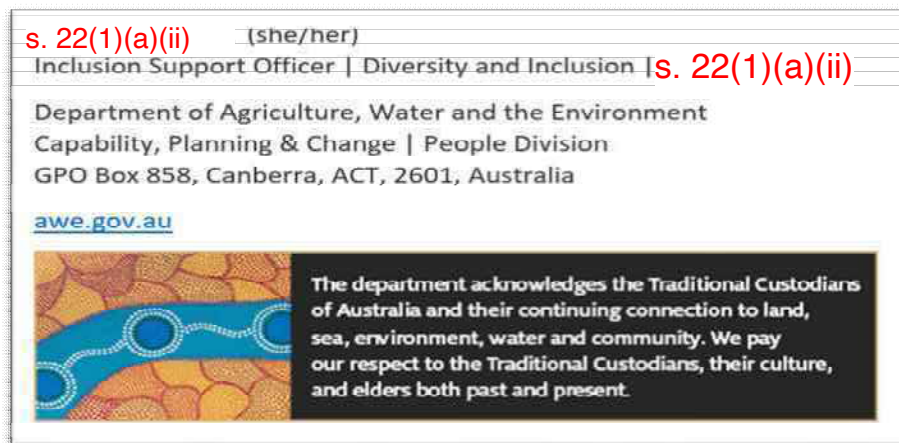 s. 22(1)(a)(ii) (she/her)
Inclusion Support Officer | Diversity and Inclusion | s. 22(1)(a)(ii)
Department of Agriculture, Water and the Environment
Capability, Planning & Change | People Division
GPO Box 858, Canberra, ACT, 2601, Australia
awe.gov.au
The department acknowledges the Traditional Custodians
of Australia and their continuing connection to land,
sea, environment, water and community. We pay
our respect to the Traditional Custodians, their culture,
and elders both past and present.